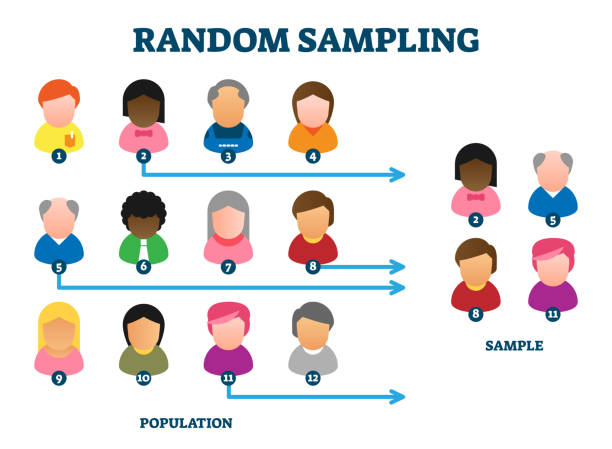 RANDOM SAMPLING
1 2 3 4
2 5
5 6 7 8
8 11
SAMPLE
9 10 11 12
POPULATION